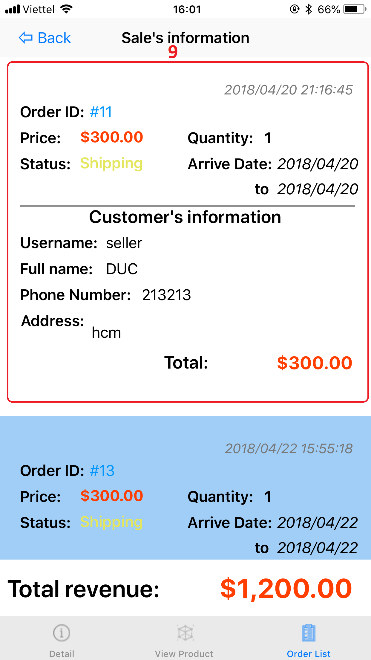 Viettel 16:01 66%
Back Sale's information
9
2018/04/20 21:16:45
Order ID: #11
Price: $300.00 Quantity: 1
Status: Shipping Arrive Date: 2018/04/20
to 2018/04/20
Customer's information
Username: seller
Full name: DUC
Phone Number: 213213
Address:
hcm
Total: $300.00
2018/04/22 15:55:18
Order ID: #13
Price: $300.00 Quantity: 1
Status: Shipping Arrive Date: 2018/04/22
to 2018/04/22
Total revenue: $1,200.00
Detail View Product Order List